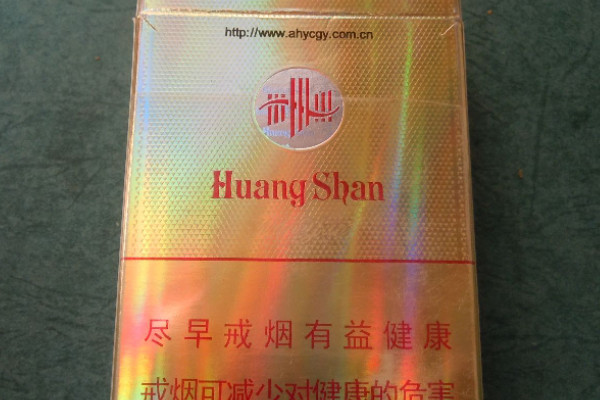 http://www.ahycgy.com.cn
Huang Shan
尽早戒烟有益健康
戒烟可减少对健康的危害